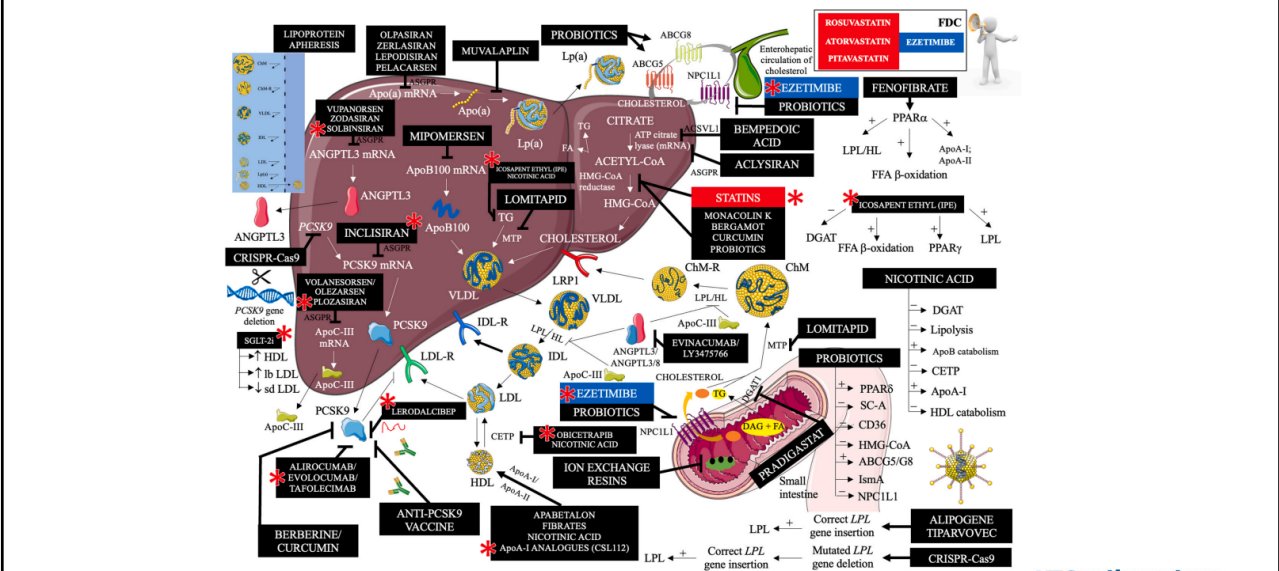 LIPOPROTEIN
APHERESIS
OLPASIRAN
ZERLASIRAN
LEPODISIRAN
PELACARSEN
ASGPR
Apo(a) mRNA
MUVALAPLIN
Apo(a)
Lp(a)
Lp(a)
PROBIOTICS
ABCG8
ABCG5
NPC1L1
CHOLESTEROL
Enterohepatic
circulation of
cholesterol
EZETIMIBE
PROBIOTICS
ROSUVASTATIN
ATORVASTATIN
PITAVASTATIN
FDC
EZETIMIBE
FENOFIBRATE
PPARα
+
+
+
LPL/HL
ApoA-I;
ApoA-II
FFA β-oxidation
ChM
ChM-R
VLDL
IDL
LDL
Lp(a)
HDL
VUPANORSEN
ZODASIRAN
SOLBINSIRAN
ASGPR
ANGPTL3 mRNA
ANGPTL3
ANGPTL3
MIPOMERSEN
ApoB100 mRNA
ApoB100
ICOSAPENT ETHYL (IPE)
NICOTINIC ACID
LOMITAPID
TG
MTP
CHOLESTEROL
CITRATE
TG
FA
ATP citrate
lyase (mRNA)
ACSVL1
ACETYL-CoA
ASGPR
HMG-CoA
reductase
HMG-CoA
BEMPEDOIC
ACID
ACLYSIRAN
STATINS
MONACOLIN K
BERGAMOT
CURCUMIN
PROBIOTICS
ICOSAPENT ETHYL (IPE)
−
+
+
+
DGAT
FFA β-oxidation
PPARγ
LPL
PCSK9
INCLISIRAN
ASGPR
PCSK9 mRNA
CRISPR-Cas9
PCSK9 gene
deletion
VOLANESORSEN/
OLEZARSEN
PLOZASIRAN
ASGPR
ApoC-III
mRNA
ApoC-III
ApoC-III
SGLT-2i
↑ HDL
↑ lb LDL
↓ sd LDL
PCSK9
PCSK9
VLDL
LRP1
VLDL
ChM-R
ChM
LPL/HL
ApoC-III
IDL-R
LDL-R
LPL/ HL
IDL
LDL
ANGPTL3/
ANGPTL3/8
EVINACUMAB/
LY3475766
ApoC-III
LERODALCIBEP
ALIROCUMAB/
EVOLOCUMAB/
TAFOLECIMAB
BERBERINE/
CURCUMIN
ANTI-PCSK9
VACCINE
CETP
OBICETRAPIB
NICOTINIC ACID
HDL
ApoA-I/
ApoA-II
APABETALON
FIBRATES
NICOTINIC ACID
ApoA-I ANALOGUES (CSL112)
EZETIMIBE
PROBIOTICS
CHOLESTEROL
NPC1L1
TG
DGAT1
DAG + FA
MTP
LOMITAPID
ION EXCHANGE
RESINS
PRADIGASTAT
Small
intestine
PROBIOTICS
+ PPARδ
− SC-A
+ CD36
− HMG-CoA
+ ABCG5/G8
− IsmA
− NPC1L1
NICOTINIC ACID
− DGAT
− Lipolysis
+ ApoB catabolism
− CETP
+ ApoA-I
− HDL catabolism
LPL
+
Correct LPL
gene insertion
ALIPOGENE
TIPARVOVEC
LPL
+
Correct LPL
gene insertion
Mutated LPL
gene deletion
CRISPR-Cas9